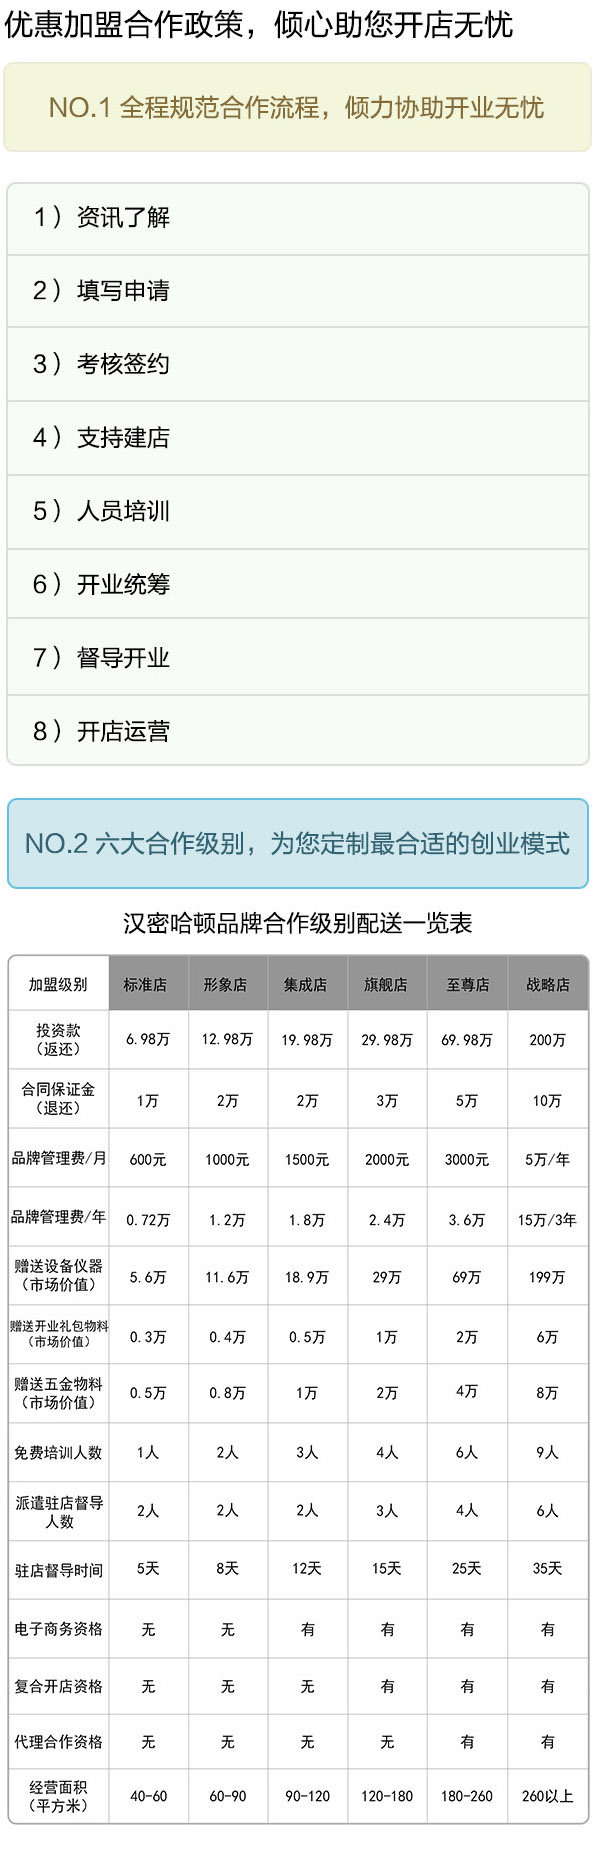 优惠加盟合作政策，倾心助您开店无忧
NO.1 全程规范合作流程，倾力协助开业无忧
1）资讯了解
2）填写申请
3）考核签约
4）支持建店
5）人员培训
6）开业统筹
7）督导开业
8）开店运营
NO.2 六大合作级别，为您定制最合适的创业模式
汉密哈顿品牌合作级别配送一览表
加盟级别 标准店 形象店 集成店 旗舰店 至尊店 战略店
投资款
（返还） 6.98万 12.98万 19.98万 29.98万 69.98万 200万
合同保证金
（退还） 1万 2万 2万 3万 5万 10万
品牌管理费/月 600元 1000元 1500元 2000元 3000元 5万/年
品牌管理费/年 0.72万 1.2万 1.8万 2.4万 3.6万 15万/3年
赠送设备仪器
（市场价值） 5.6万 11.6万 18.9万 29万 69万 199万
赠送开业礼包物料
（市场价值） 0.3万 0.4万 0.5万 1万 2万 6万
赠送五金物料
（市场价值） 0.5万 0.8万 1万 2万 4万 8万
免费培训人数 1人 2人 3人 4人 6人 9人
派遣驻店督导
人数 2人 2人 2人 3人 4人 6人
驻店督导时间 5天 8天 12天 15天 25天 35天
电子商务资格 无 无 有 有 有 有
复合开店资格 无 无 无 有 有 有
代理合作资格 无 无 无 无 有 有
经营面积
（平方米） 40-60 60-90 90-120 120-180 180-260 260以上